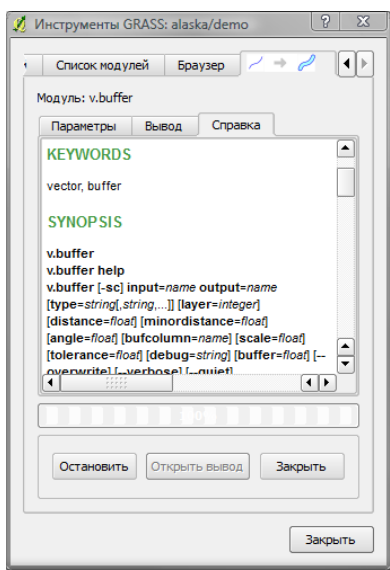 Инструменты GRASS: alaska/demo
Список модулей Браузер
Модуль: v.buffer
Параметры Вывод Справка
KEYWORDS
vector, buffer
SYNOPSIS
v.buffer
v.buffer help
v.buffer [-sc] input=name output=name
[type=string[,string,...]] [layer=integer]
[distance=float] [minordistance=float]
[angle=float] [bufcolumn=name] [scale=float]
[tolerance=float] [debug=string] [buffer=float] [--
overwrite] [--verbose] [--quiet]
Остановить Открыть вывод Закрыть
Закрыть